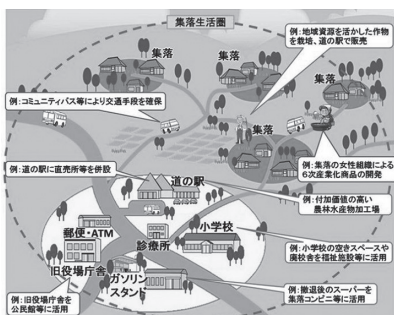 集落生活圏
例：地域資源を活かした作物
を栽培、道の駅で販売
集落
集落
集落
例：コミュニティバス等により交通手段を確保
集落
例：集落の女性組織による
6次産業化商品の開発
例：道の駅に直売所等を併設
道の駅
例：付加価値の高い
農林水産物加工場
郵便・ATM
小学校
診療所
例：小学校の空きスペースや
廃校舎を福祉施設等に活用
旧役場庁舎
ガソリン
スタンド
例：旧役場庁舎を
公民館等に活用
例：撤退後のスーパーを
集落コンビニ等に活用